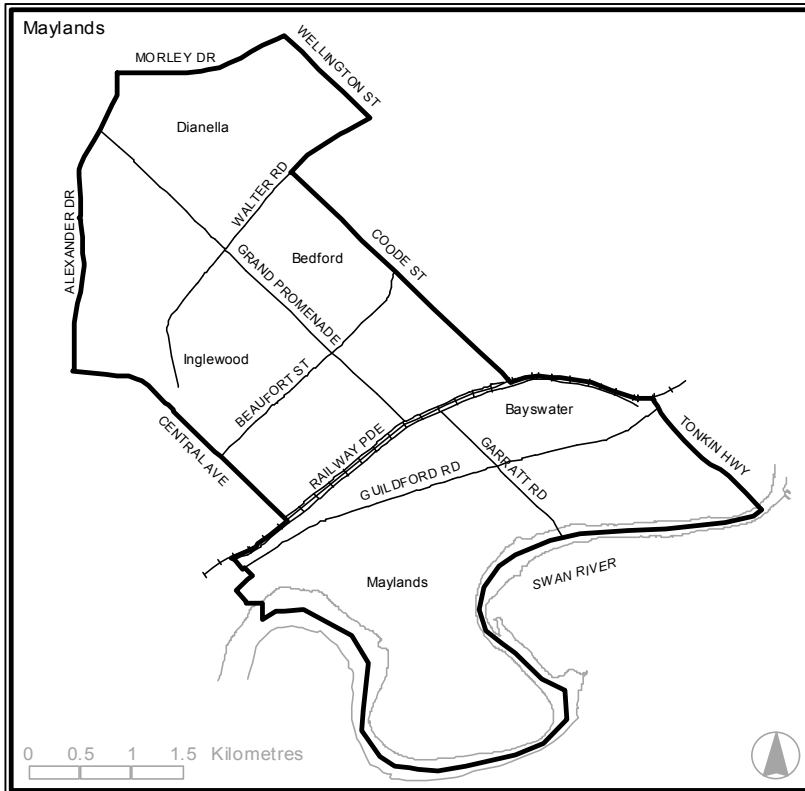 Maylands
MORLEY DR
WELLINGTON ST
Dianella
WALTER RD
ALEXANDER DR
Bedford
COODE ST
GRAND PROMENADE
Inglewood
BEAUFORT ST
Bayswater
CENTRAL AVE
RAILWAY PDE
GARRATT RD
TONKIN HWY
GUILDFORD RD
Maylands
SWAN RIVER
0 0.5 1 1.5 Kilometres